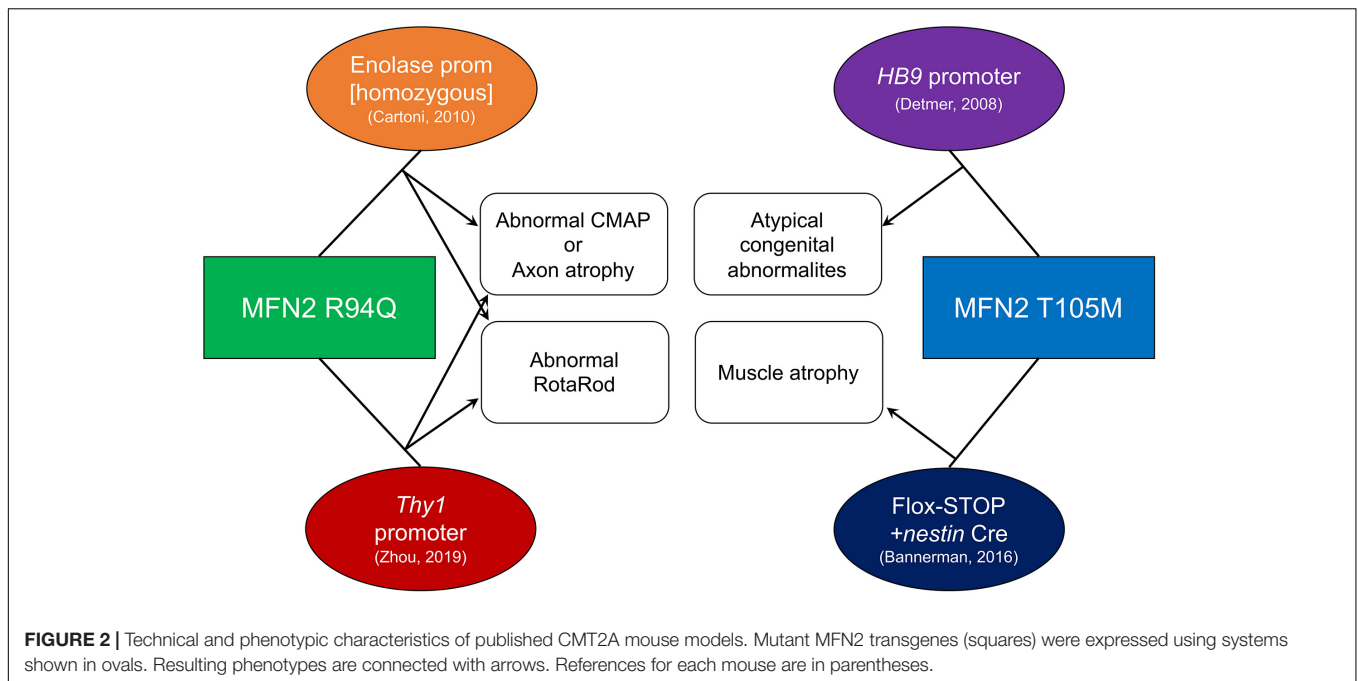 Enolase prom
[homozygous]
(Cartoni, 2010)
HB9 promoter
(Detmer, 2008)
Abnormal CMAP
or
Axon atrophy
Atypical
congenital
abnormalites
MFN2 R94Q
MFN2 T105M
Abnormal
RotaRod
Muscle atrophy
Thy1
promoter
(Zhou, 2019)
Flox-STOP
+nestin Cre
(Bannerman, 2016)
FIGURE 2 | Technical and phenotypic characteristics of published CMT2A mouse models. Mutant MFN2 transgenes (squares) were expressed using systems
shown in ovals. Resulting phenotypes are connected with arrows. References for each mouse are in parentheses.